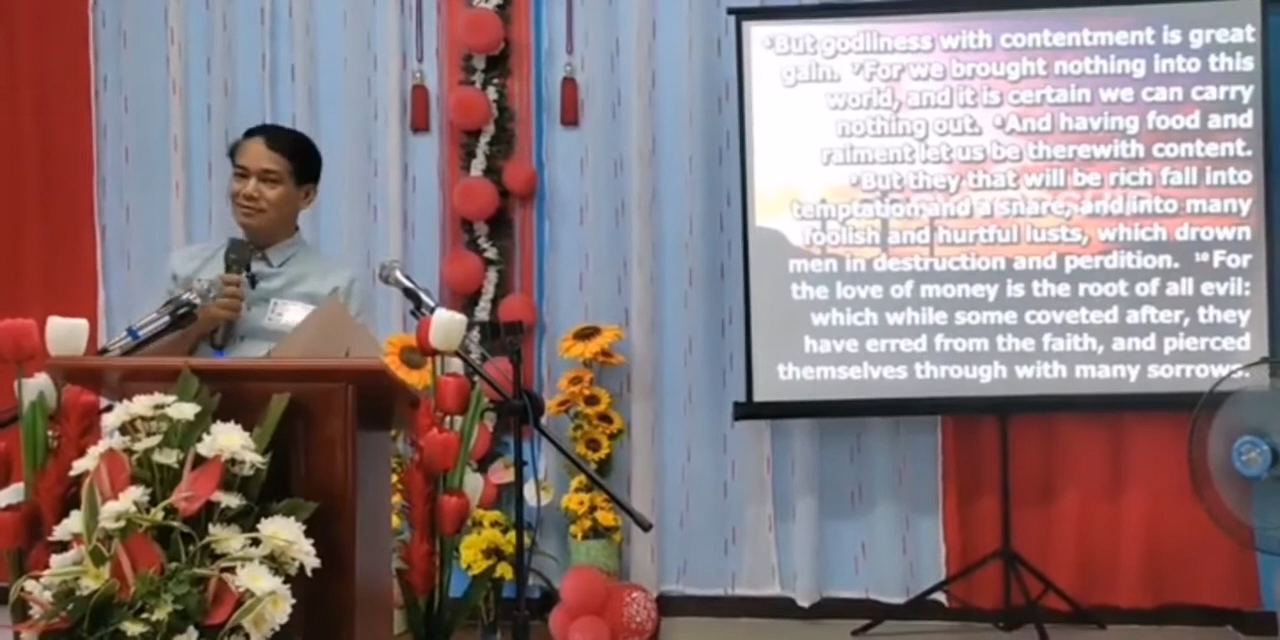 ⁶But godliness with contentment is great
gain. ⁷For we brought nothing into this
world, and it is certain we can carry
nothing out. ⁸And having food and
raiment let us be therewith content.
⁹But they that will be rich fall into
temptation and a snare, and into many
foolish and hurtful lusts, which drown
men in destruction and perdition. ¹⁰For
the love of money is the root of all evil:
which while some coveted after, they
have erred from the faith, and pierced
themselves through with many sorrows.